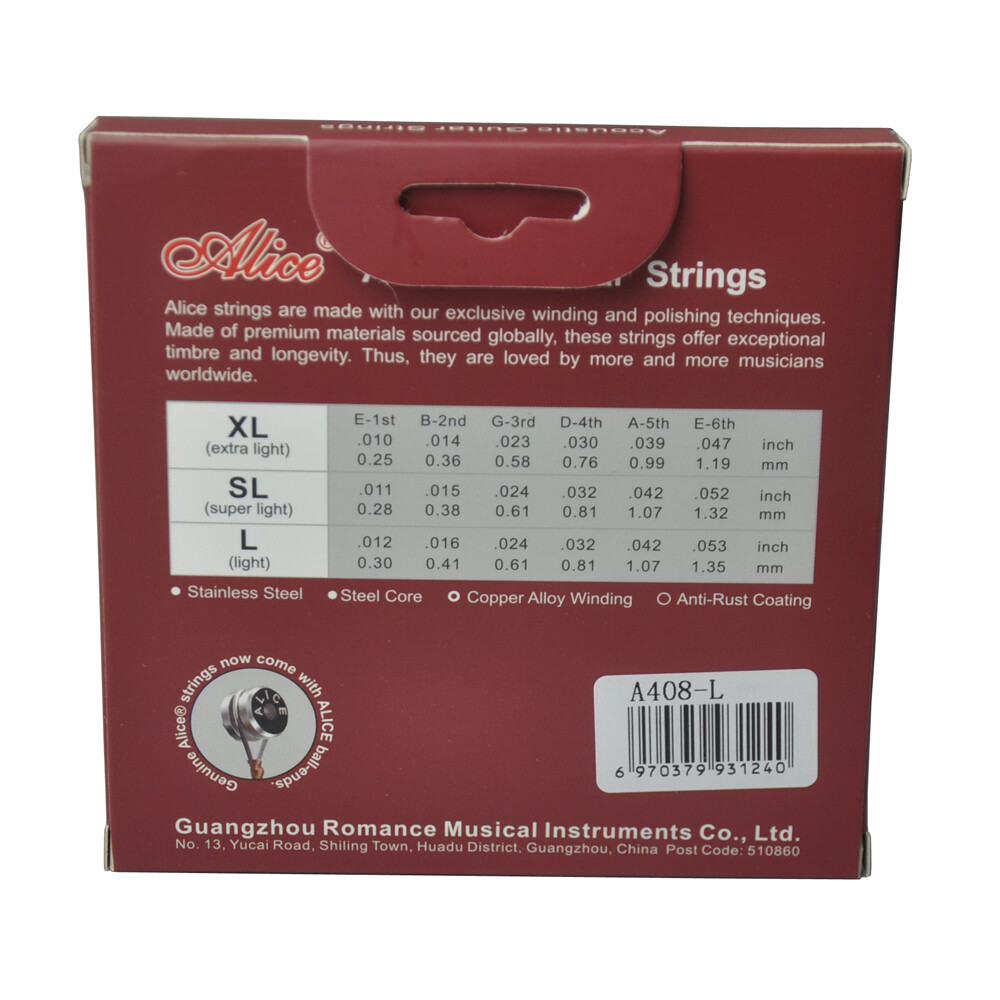 Acoustic Guitar Strings
Alice®
Strings
Alice strings are made with our exclusive winding and polishing techniques.
Made of premium materials sourced globally, these strings offer exceptional
timbre and longevity. Thus, they are loved by more and more musicians
worldwide.
XL E-1st B-2nd G-3rd D-4th A-5th E-6th
(extra light) .010 .014 .023 .030 .039 .047 inch
0.25 0.36 0.58 0.76 0.99 1.19 mm
SL .011 .015 .024 .032 .042 .052 inch
(super light) 0.28 0.38 0.61 0.81 1.07 1.32 mm
L .012 .016 .024 .032 .042 .053 inch
(light) 0.30 0.41 0.61 0.81 1.07 1.35 mm
Stainless Steel Steel Core Copper Alloy Winding Anti-Rust Coating
Genuine Alice® strings now come with ALICE ball-ends.
ALICE
A408-L
6 970379 931240
Guangzhou Romance Musical Instruments Co., Ltd.
No. 13, Yucai Road, Shiling Town, Huadu District, Guangzhou, China Post Code: 510860